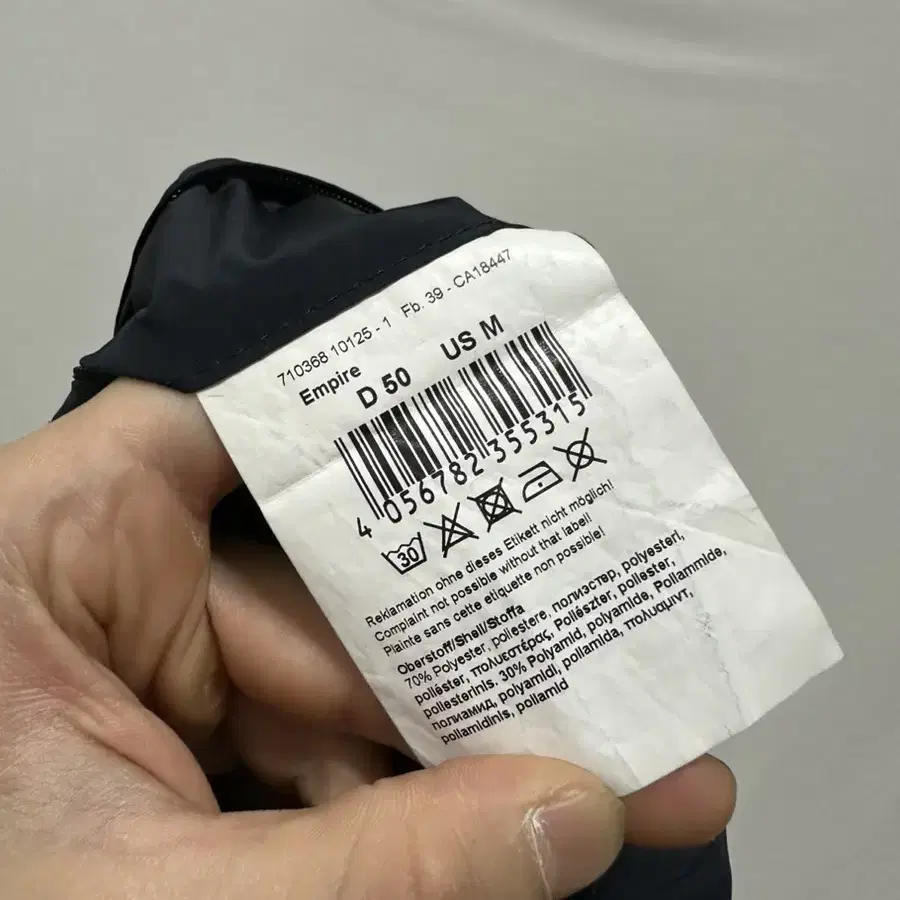 710368 10125 - 1 Fb. 39 - CA18447
Empire
D 50 US M
4 056782 355315
30
Reklamation ohne dieses Etikett nicht möglich!
Complaint not possible without that label!
Plainte sans cette etiquette non possible!
Oberstoff/Shell/Stoffa
70% Polyester, poliestere, полиэстер, polyesteri,
poliéster, πολυεστέρας, Poliészter, poliester,
poliesterinis, 30% Polyamid, polyamide, Poliammide,
полиамид, polyamidi, poliamida, πολυαμιντ,
poliamidinis, poliamid